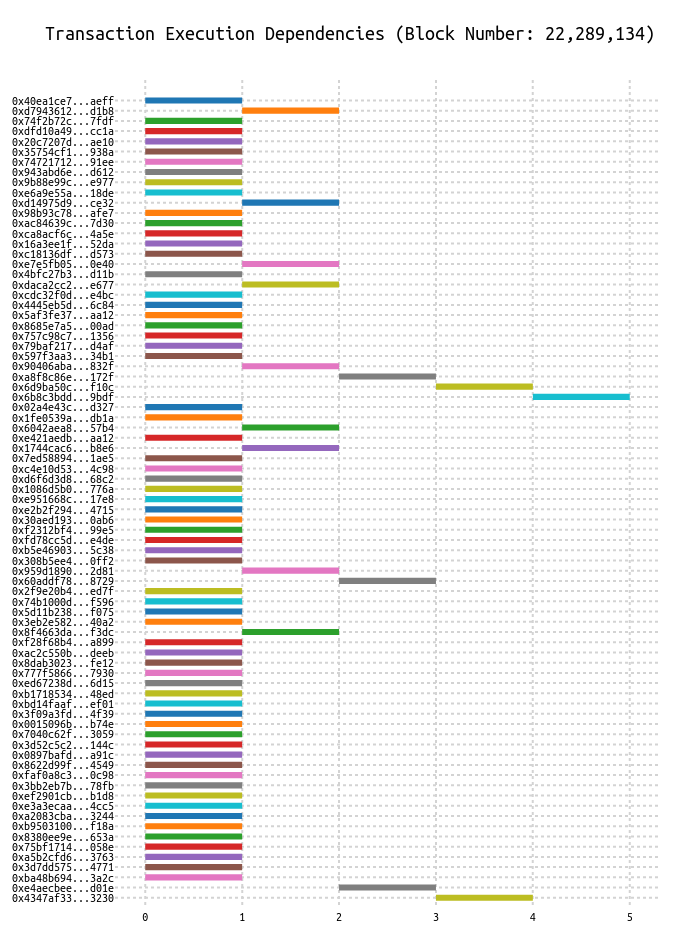 Transaction Execution Dependencies (Block Number: 22,289,134)
0x40ea1ce7...aeff
0xd7943612...d1b8
0x74f2b72c...7fdf
0xdfd10a49...cc1a
0x20c7207d...ae10
0x35754cf1...938a
0x74721712...91ee
0x943abd6e...d612
0x9b88e99c...e977
0xe6a9e55a...18de
0xd14975d9...ce32
0x98b93c78...afe7
0xac84639c...7d30
0xca8acf6c...4a5e
0x16a3ee1f...52da
0xc18136df...d573
0xe7e5fb05...0e40
0x4bfc27b3...d11b
0xdaca2cc2...e677
0xcdc32f0d...e4bc
0x4445eb5d...6c84
0x5af3fe37...aa12
0x8685e7a5...00ad
0x757c98c7...1356
0x79baf217...d4af
0x597f3aa3...34b1
0x90406aba...832f
0xa8f8c86e...172f
0x6d9ba50c...f10c
0x6b8c3bdd...9bdf
0x02a4e43c...d327
0x1fe0539a...db1a
0x6042aea8...57b4
0xe421aedb...aa12
0x1744cac6...b8e6
0x7ed58894...1ae5
0xc4e10d53...4c98
0xd6f6d3d8...68c2
0x1086d5b0...776a
0xe951668c...17e8
0xe2b2f294...4715
0x30aed193...0ab6
0xf2312bf4...99e5
0xfd78cc5d...e4de
0xb5e46903...5c38
0x308b5ee4...0ff2
0x959d1890...2d81
0x60addf78...8729
0x2f9e20b4...ed7f
0x74b1000d...f596
0x5d11b238...f075
0x3eb2e582...40a2
0x8f4663da...f3dc
0xf28f68b4...a899
0xac2c550b...deeb
0x8dab3023...fe12
0x777f5866...7930
0xed67238d...6d15
0xb1718534...48ed
0xbd14faaf...ef01
0x3f09a3fd...4f39
0x0015096b...b74e
0x7040c62f...3059
0x3d52c5c2...144c
0x0897bafd...a91c
0x8622d99f...4549
0xfaf0a8c3...0c98
0x3bb2eb7b...78fb
0xef2901cb...b1d8
0xe3a3ecaa...4cc5
0xa2083cba...3244
0xb9503100...f18a
0x8380ee9e...653a
0x75bf1714...058e
0xa5b2cfd6...3763
0x3d7dd575...4771
0xba48b694...3a2c
0xe4aecbee...d01e
0x4347af33...3230
0 1 2 3 4 5